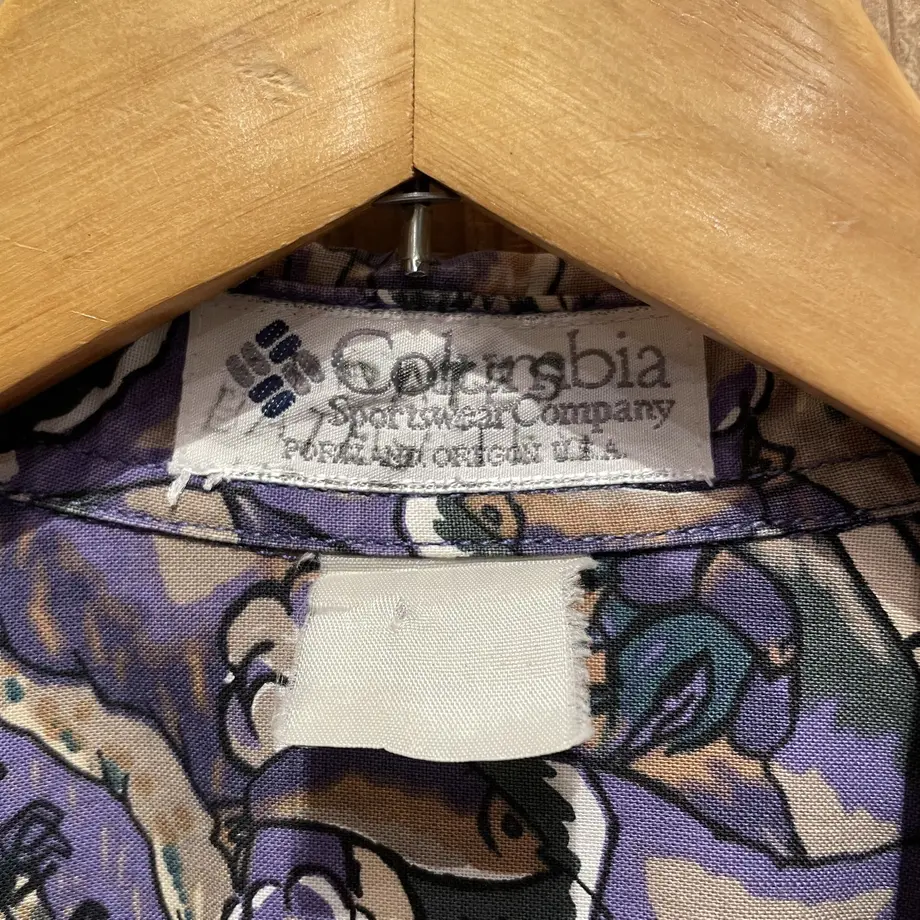 Columbia
Sportswear Company
PORTLAND, OREGON U.S.A.